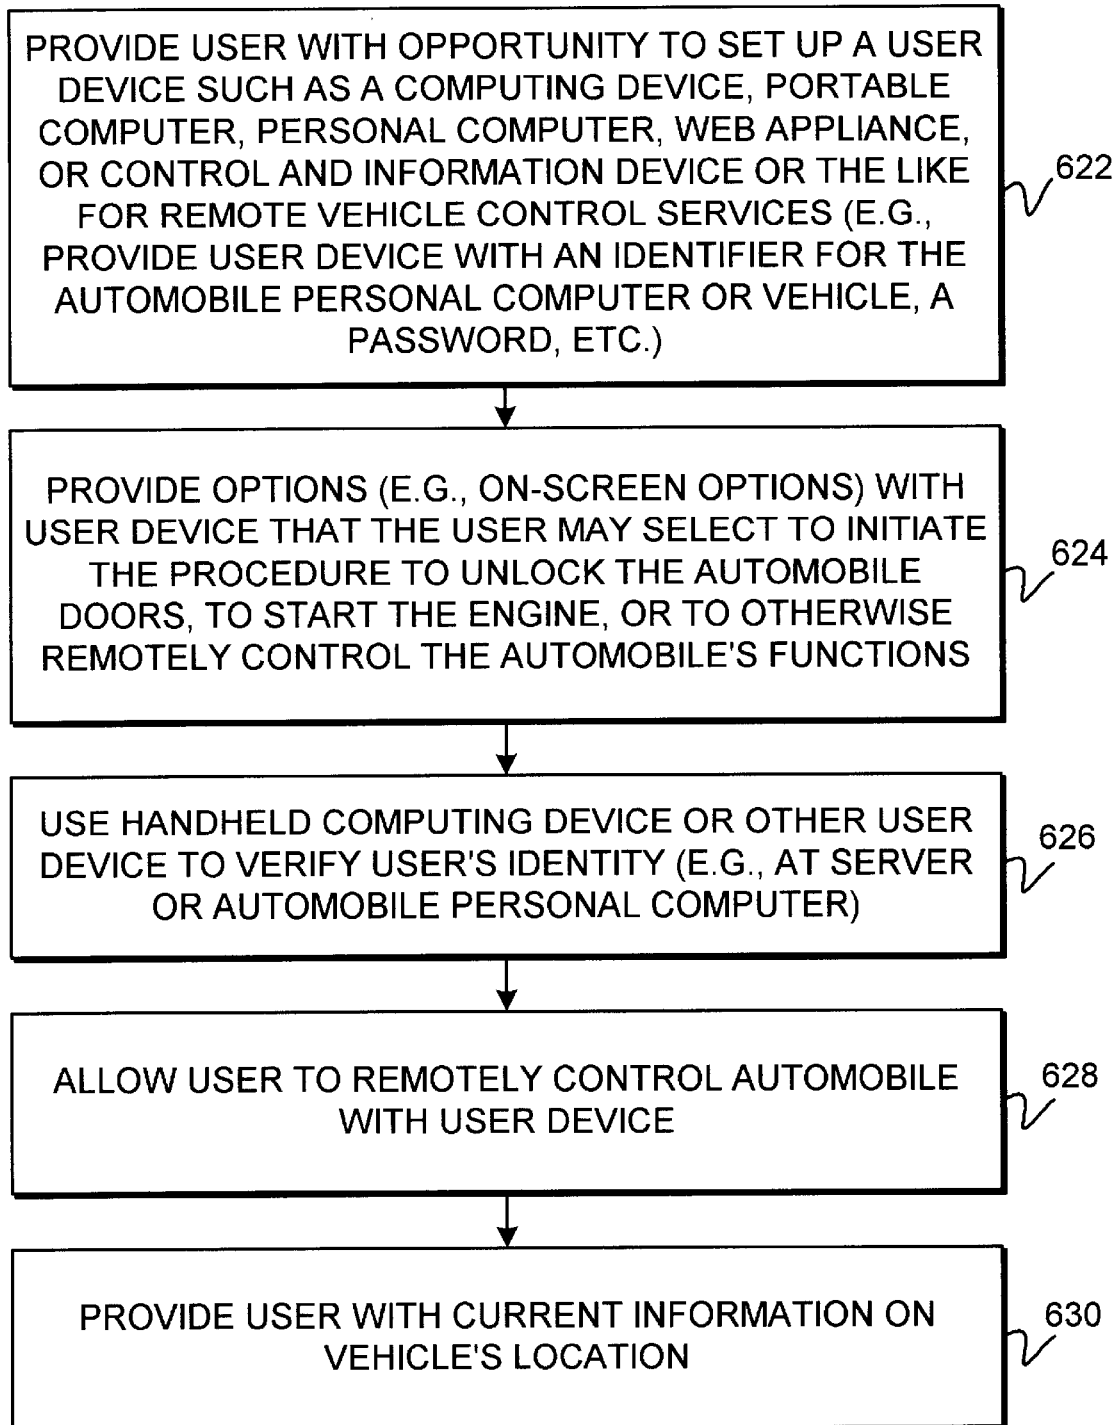 PROVIDE USER WITH OPPORTUNITY TO SET UP A USER
DEVICE SUCH AS A COMPUTING DEVICE, PORTABLE
COMPUTER, PERSONAL COMPUTER, WEB APPLIANCE,
OR CONTROL AND INFORMATION DEVICE OR THE LIKE
FOR REMOTE VEHICLE CONTROL SERVICES (E.G.,
PROVIDE USER DEVICE WITH AN IDENTIFIER FOR THE
AUTOMOBILE PERSONAL COMPUTER OR VEHICLE, A
PASSWORD, ETC.)
622
PROVIDE OPTIONS (E.G., ON-SCREEN OPTIONS) WITH
USER DEVICE THAT THE USER MAY SELECT TO INITIATE
THE PROCEDURE TO UNLOCK THE AUTOMOBILE
DOORS, TO START THE ENGINE, OR TO OTHERWISE
REMOTELY CONTROL THE AUTOMOBILE'S FUNCTIONS
624
USE HANDHELD COMPUTING DEVICE OR OTHER USER
DEVICE TO VERIFY USER'S IDENTITY (E.G., AT SERVER
OR AUTOMOBILE PERSONAL COMPUTER)
626
ALLOW USER TO REMOTELY CONTROL AUTOMOBILE
WITH USER DEVICE
628
PROVIDE USER WITH CURRENT INFORMATION ON
VEHICLE'S LOCATION
630